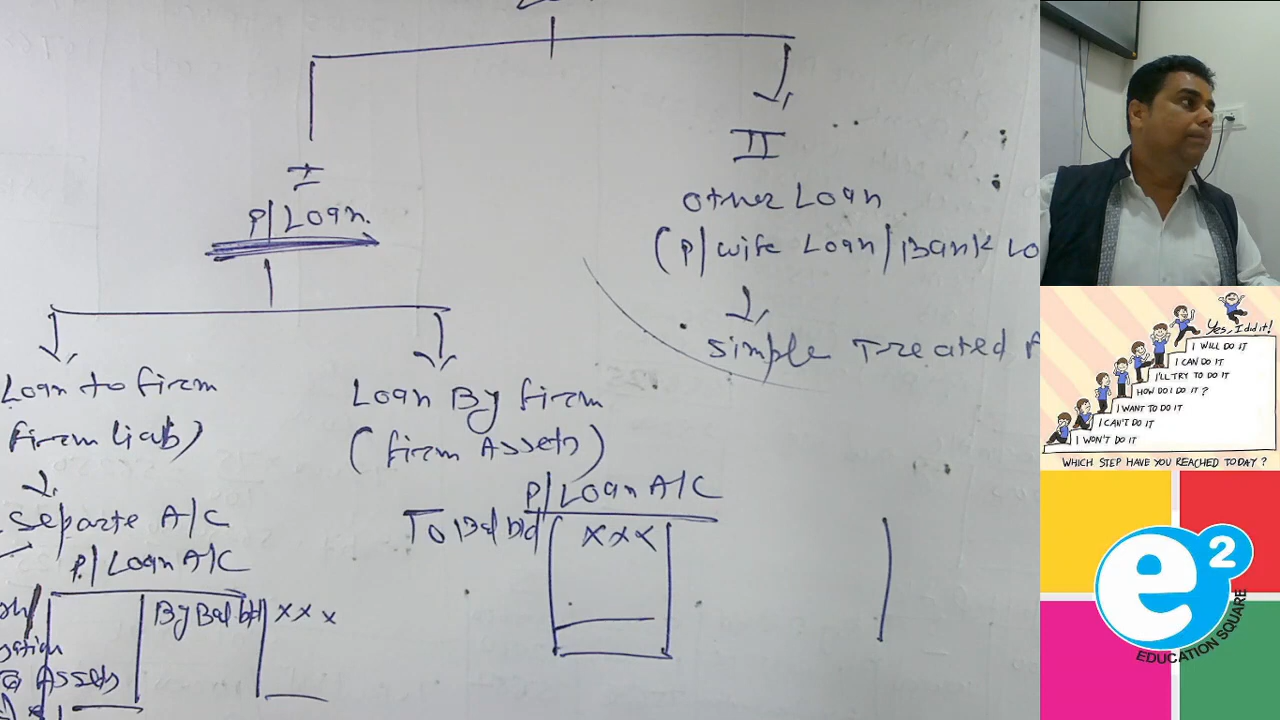 I
P/Loan.
II
Other Loan
(P/wife Loan/Bank Lo
Simple Treated
Loan to firm
firm liab)
Separte A/C
P/Loan A/C
By Bal b/d xxx
Assets
Loan By firm
(firm Assets)
P/Loan A/C
To Bal b/d xxx
Yes, I did it!
I WILL DO IT
I CAN DO IT
I'LL TRY TO DO IT
HOW DO I DO IT ?
I WANT TO DO IT
I CAN'T DO IT
I WON'T DO IT
WHICH STEP HAVE YOU REACHED TODAY?
e2
EDUCATION SQUARE